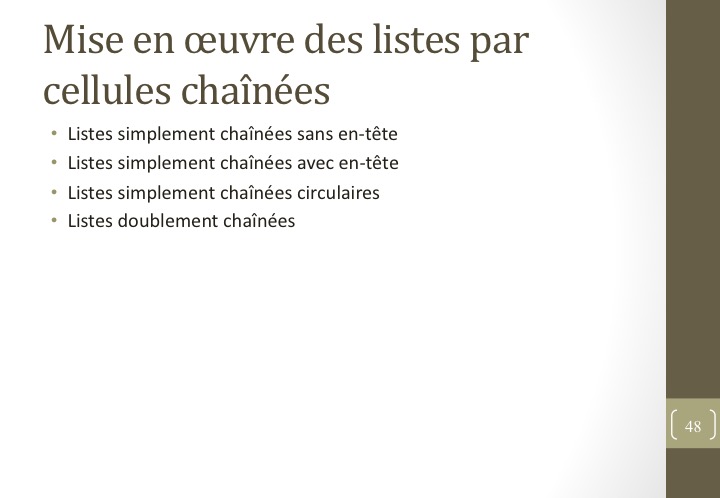 Mise en œuvre des listes par
cellules chaînées
• Listes simplement chaînées sans en-tête
• Listes simplement chaînées avec en-tête
• Listes simplement chaînées circulaires
• Listes doublement chaînées
48